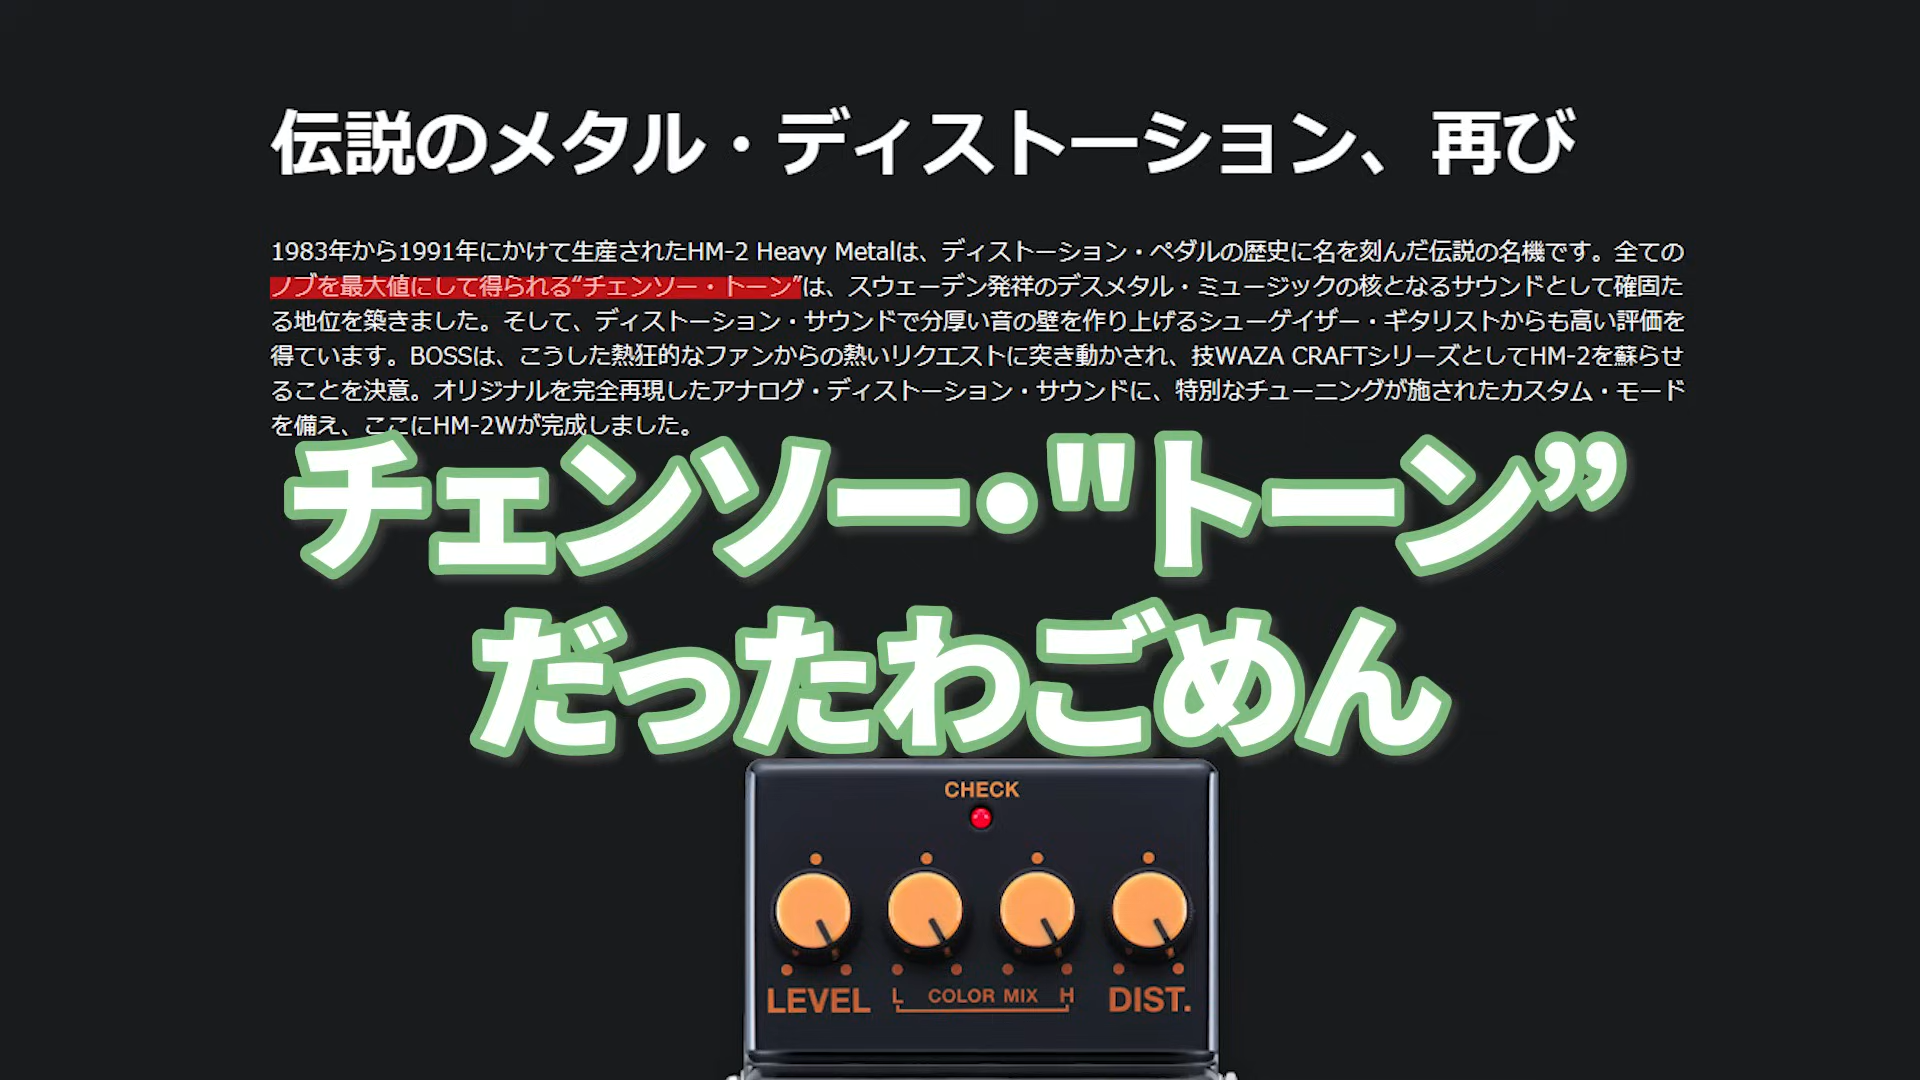 伝説のメタル・ディストーション、再び
1983年から1991年にかけて生産されたHM-2 Heavy Metalは、ディストーション・ペダルの歴史に名を刻んだ伝説の名機です。全ての
ノブを最大値にして得られる“チェンソー・トーン”は、スウェーデン発祥のデスメタル・ミュージックの核となるサウンドとして確固た
る地位を築きました。そして、ディストーション・サウンドで分厚い音の壁を作り上げるシューゲイザー・ギタリストからも高い評価を
得ています。BOSSは、こうした熱狂的なファンからの熱いリクエストに突き動かされ、技WAZA CRAFTシリーズとしてHM-2を蘇らせ
ることを決意。オリジナルを完全再現したアナログ・ディストーション・サウンドに、特別なチューニングが施されたカスタム・モード
を備え、ここにHM-2Wが完成しました。
チェンソー・"トーン”
だったわごめん
CHECK
LEVEL L COLOR MIX H DIST.